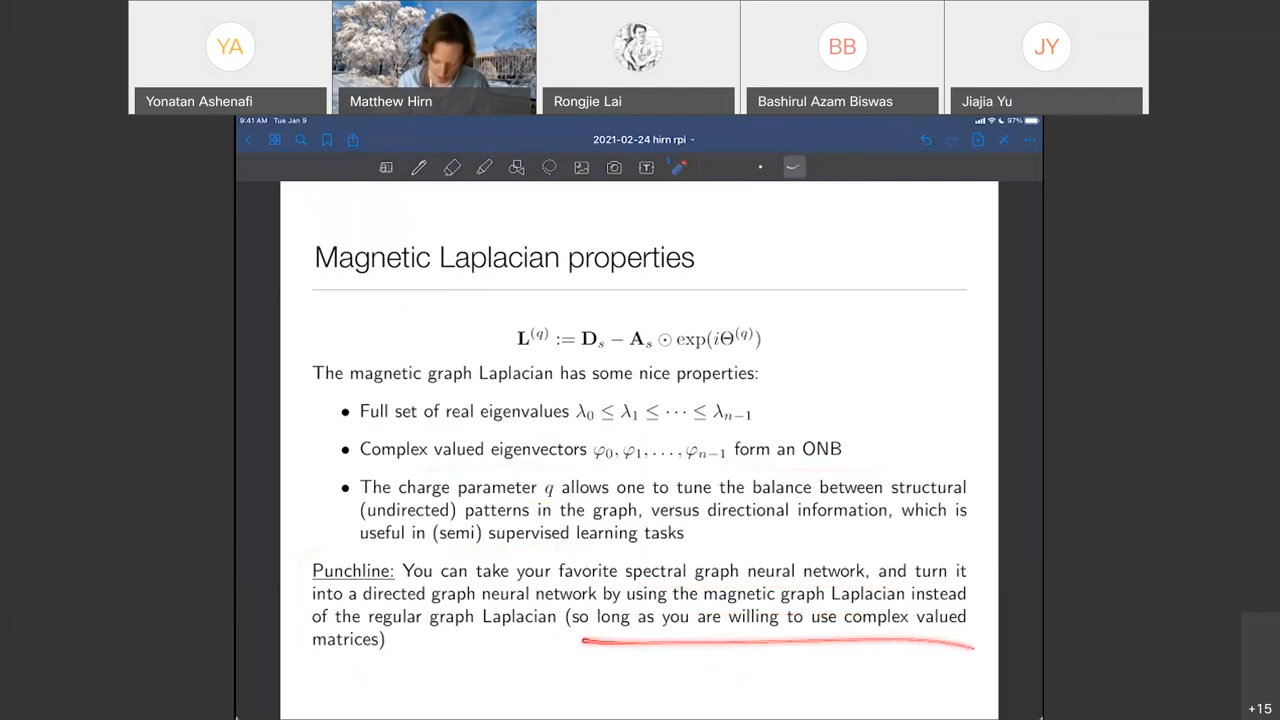 YA
BB
JY
Yonatan Ashenafi
Matthew Hirn
Rongjie Lai
Bashirul Azam Biswas
Jiajia Yu
9:41 AM Tue Jan 9
97%
2021-02-24 hirn rpi
Magnetic Laplacian properties
L^{(q)} := D_s − A_s ⊙ exp(iΘ^{(q)})
The magnetic graph Laplacian has some nice properties:
• Full set of real eigenvalues λ_0 ≤ λ_1 ≤ ⋯ ≤ λ_{n−1}
• Complex valued eigenvectors φ_0, φ_1, . . . , φ_{n−1} form an ONB
• The charge parameter q allows one to tune the balance between structural
(undirected) patterns in the graph, versus directional information, which is
useful in (semi) supervised learning tasks
Punchline: You can take your favorite spectral graph neural network, and turn it
into a directed graph neural network by using the magnetic graph Laplacian instead
of the regular graph Laplacian (so long as you are willing to use complex valued
matrices)
+15